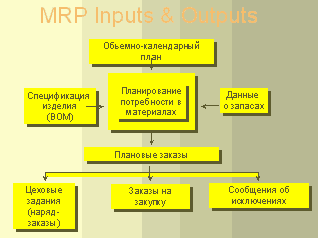 MRP Inputs & Outputs
Объемно-календарный
план
Спецификация
изделия
(BOM)
Планирование
потребности в
материалах
Данные
о запасах
Плановые заказы
Цеховые
задания
(наряд-
заказы)
Заказы на
закупку
Сообщения об
исключениях